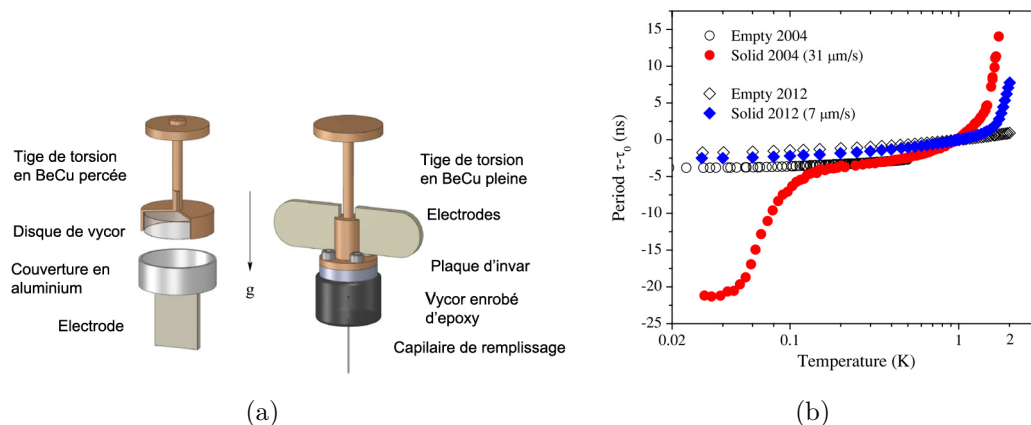 Tige de torsion
en BeCu percée
Disque de vycor
Couverture en
aluminium
Electrode
g
Tige de torsion
en BeCu pleine
Electrodes
Plaque d'invar
Vycor enrobé
d'epoxy
Capilaire de remplissage
(a)
Period τ-τ₀ (ns)
15
10
5
0
-5
-10
-15
-20
-25
Empty 2004
Solid 2004 (31 μm/s)
Empty 2012
Solid 2012 (7 μm/s)
0.02
0.1
1
2
Temperature (K)
(b)